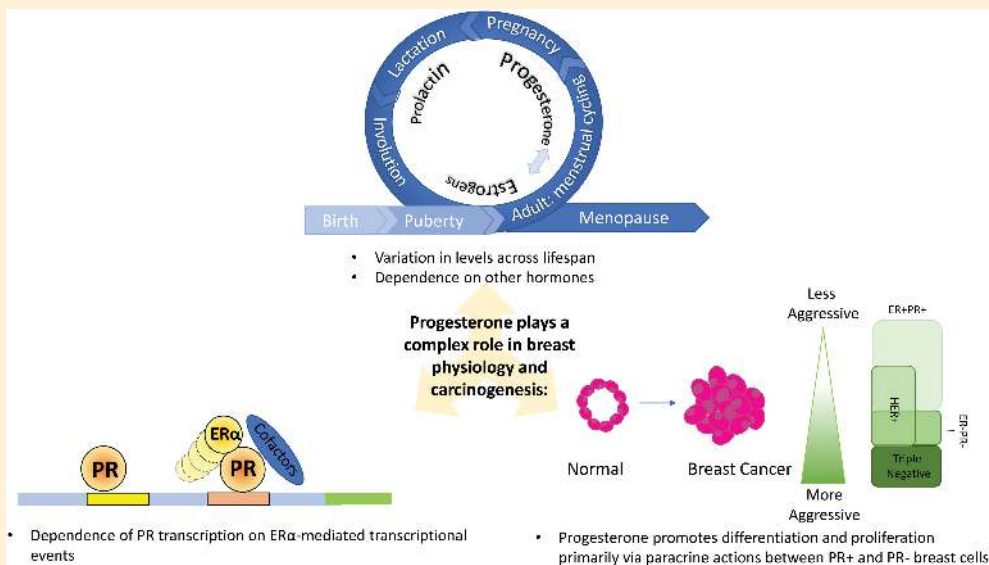 Pregnancy
Lactation
Progesterone
Prolactin
Adult: menstrual cycling
Involution
Estrogens
Birth
Puberty
Menopause
• Variation in levels across lifespan
• Dependence on other hormones
Progesterone plays a
complex role in breast
physiology and
carcinogenesis:
Less
Aggressive
ER+PR+
HER+
ER-PR-
Triple
Negative
More
Aggressive
Normal
Breast Cancer
ERα
Cofactors
PR
PR
• Dependence of PR transcription on ERα-mediated transcriptional
events
• Progesterone promotes differentiation and proliferation
primarily via paracrine actions between PR+ and PR- breast cells